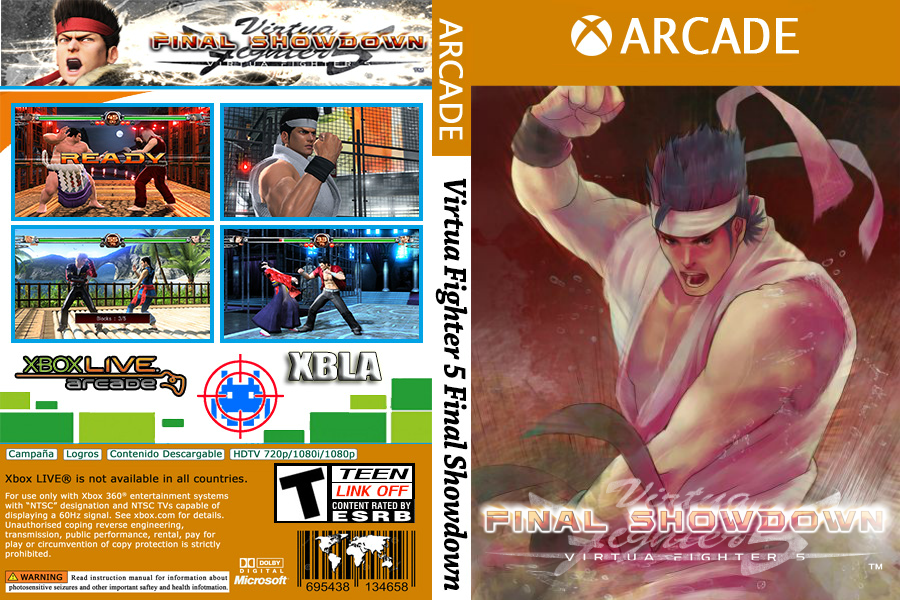 Virtua
FINAL SHOWDOWN
Fighter
VIRTUA FIGHTER 5
TM
READY
Blocks : 3/5
XBOX LIVE
arcade
XBLA
Campaña
Logros
Contenido Descargable
HDTV 720p/1080i/1080p
Xbox LIVE® is not available in all countries.
For use only with Xbox 360® entertainment systems
with “NTSC” designation and NTSC TVs capable of
displaying a 60Hz signal. See xbox.com for details.
Unauthorised coping reverse engineering,
transmission, public performance, rental, pay for
play or circumvention of copy protection is strictly
prohibited.
WARNING Read instruction manual for information about
photosensitive seizures and other important saftey and health infotmation.
T
TEEN
LINK OFF
CONTENT RATED BY
ESRB
DOLBY
DIGITAL
Microsoft
695438 134658
ARCADE
Virtua Fighter 5 Final Showdown
ARCADE
Virtua
FINAL SHOWDOWN
Fighter
VIRTUA FIGHTER 5
TM